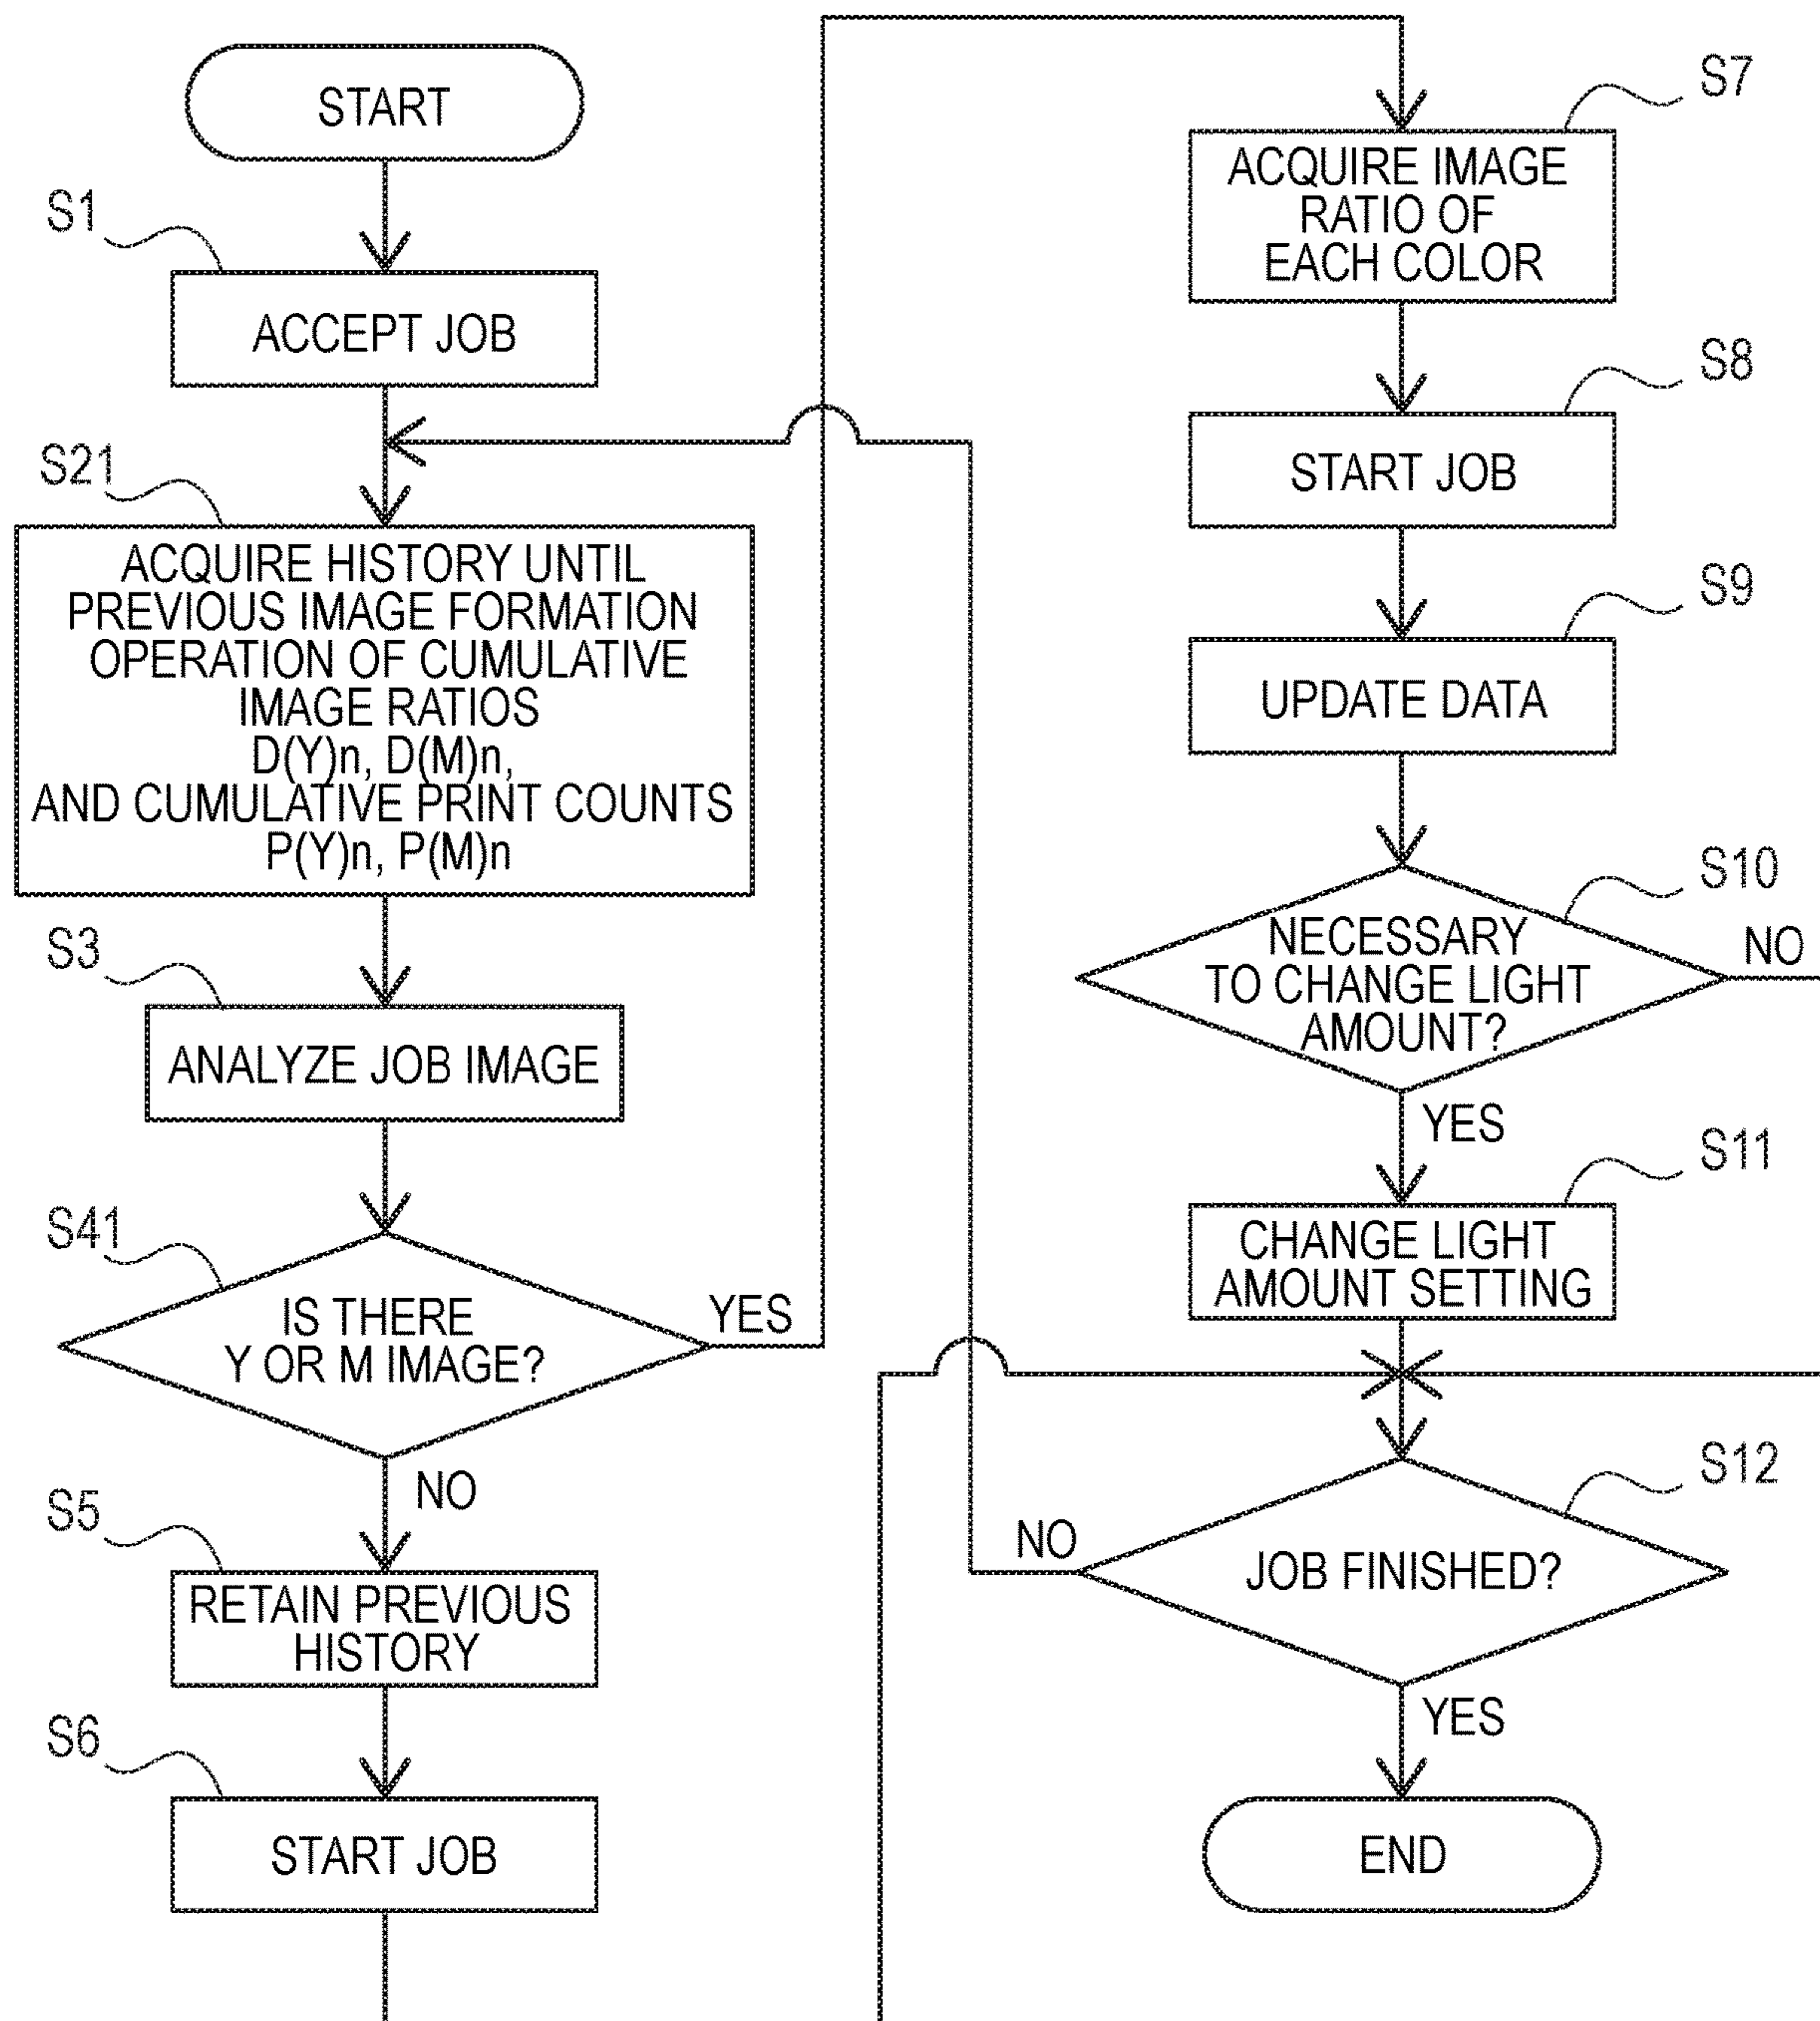 START
S1
ACCEPT JOB
S21
ACQUIRE HISTORY UNTIL
PREVIOUS IMAGE FORMATION
OPERATION OF CUMULATIVE
IMAGE RATIOS
D(Y)n, D(M)n,
AND CUMULATIVE PRINT COUNTS
P(Y)n, P(M)n
S3
ANALYZE JOB IMAGE
S41
IS THERE
Y OR M IMAGE?
YES
NO
S5
RETAIN PREVIOUS
HISTORY
S6
START JOB
S7
ACQUIRE IMAGE
RATIO OF
EACH COLOR
S8
START JOB
S9
UPDATE DATA
S10
NECESSARY
TO CHANGE LIGHT
AMOUNT?
NO
YES
S11
CHANGE LIGHT
AMOUNT SETTING
S12
JOB FINISHED?
NO
YES
END